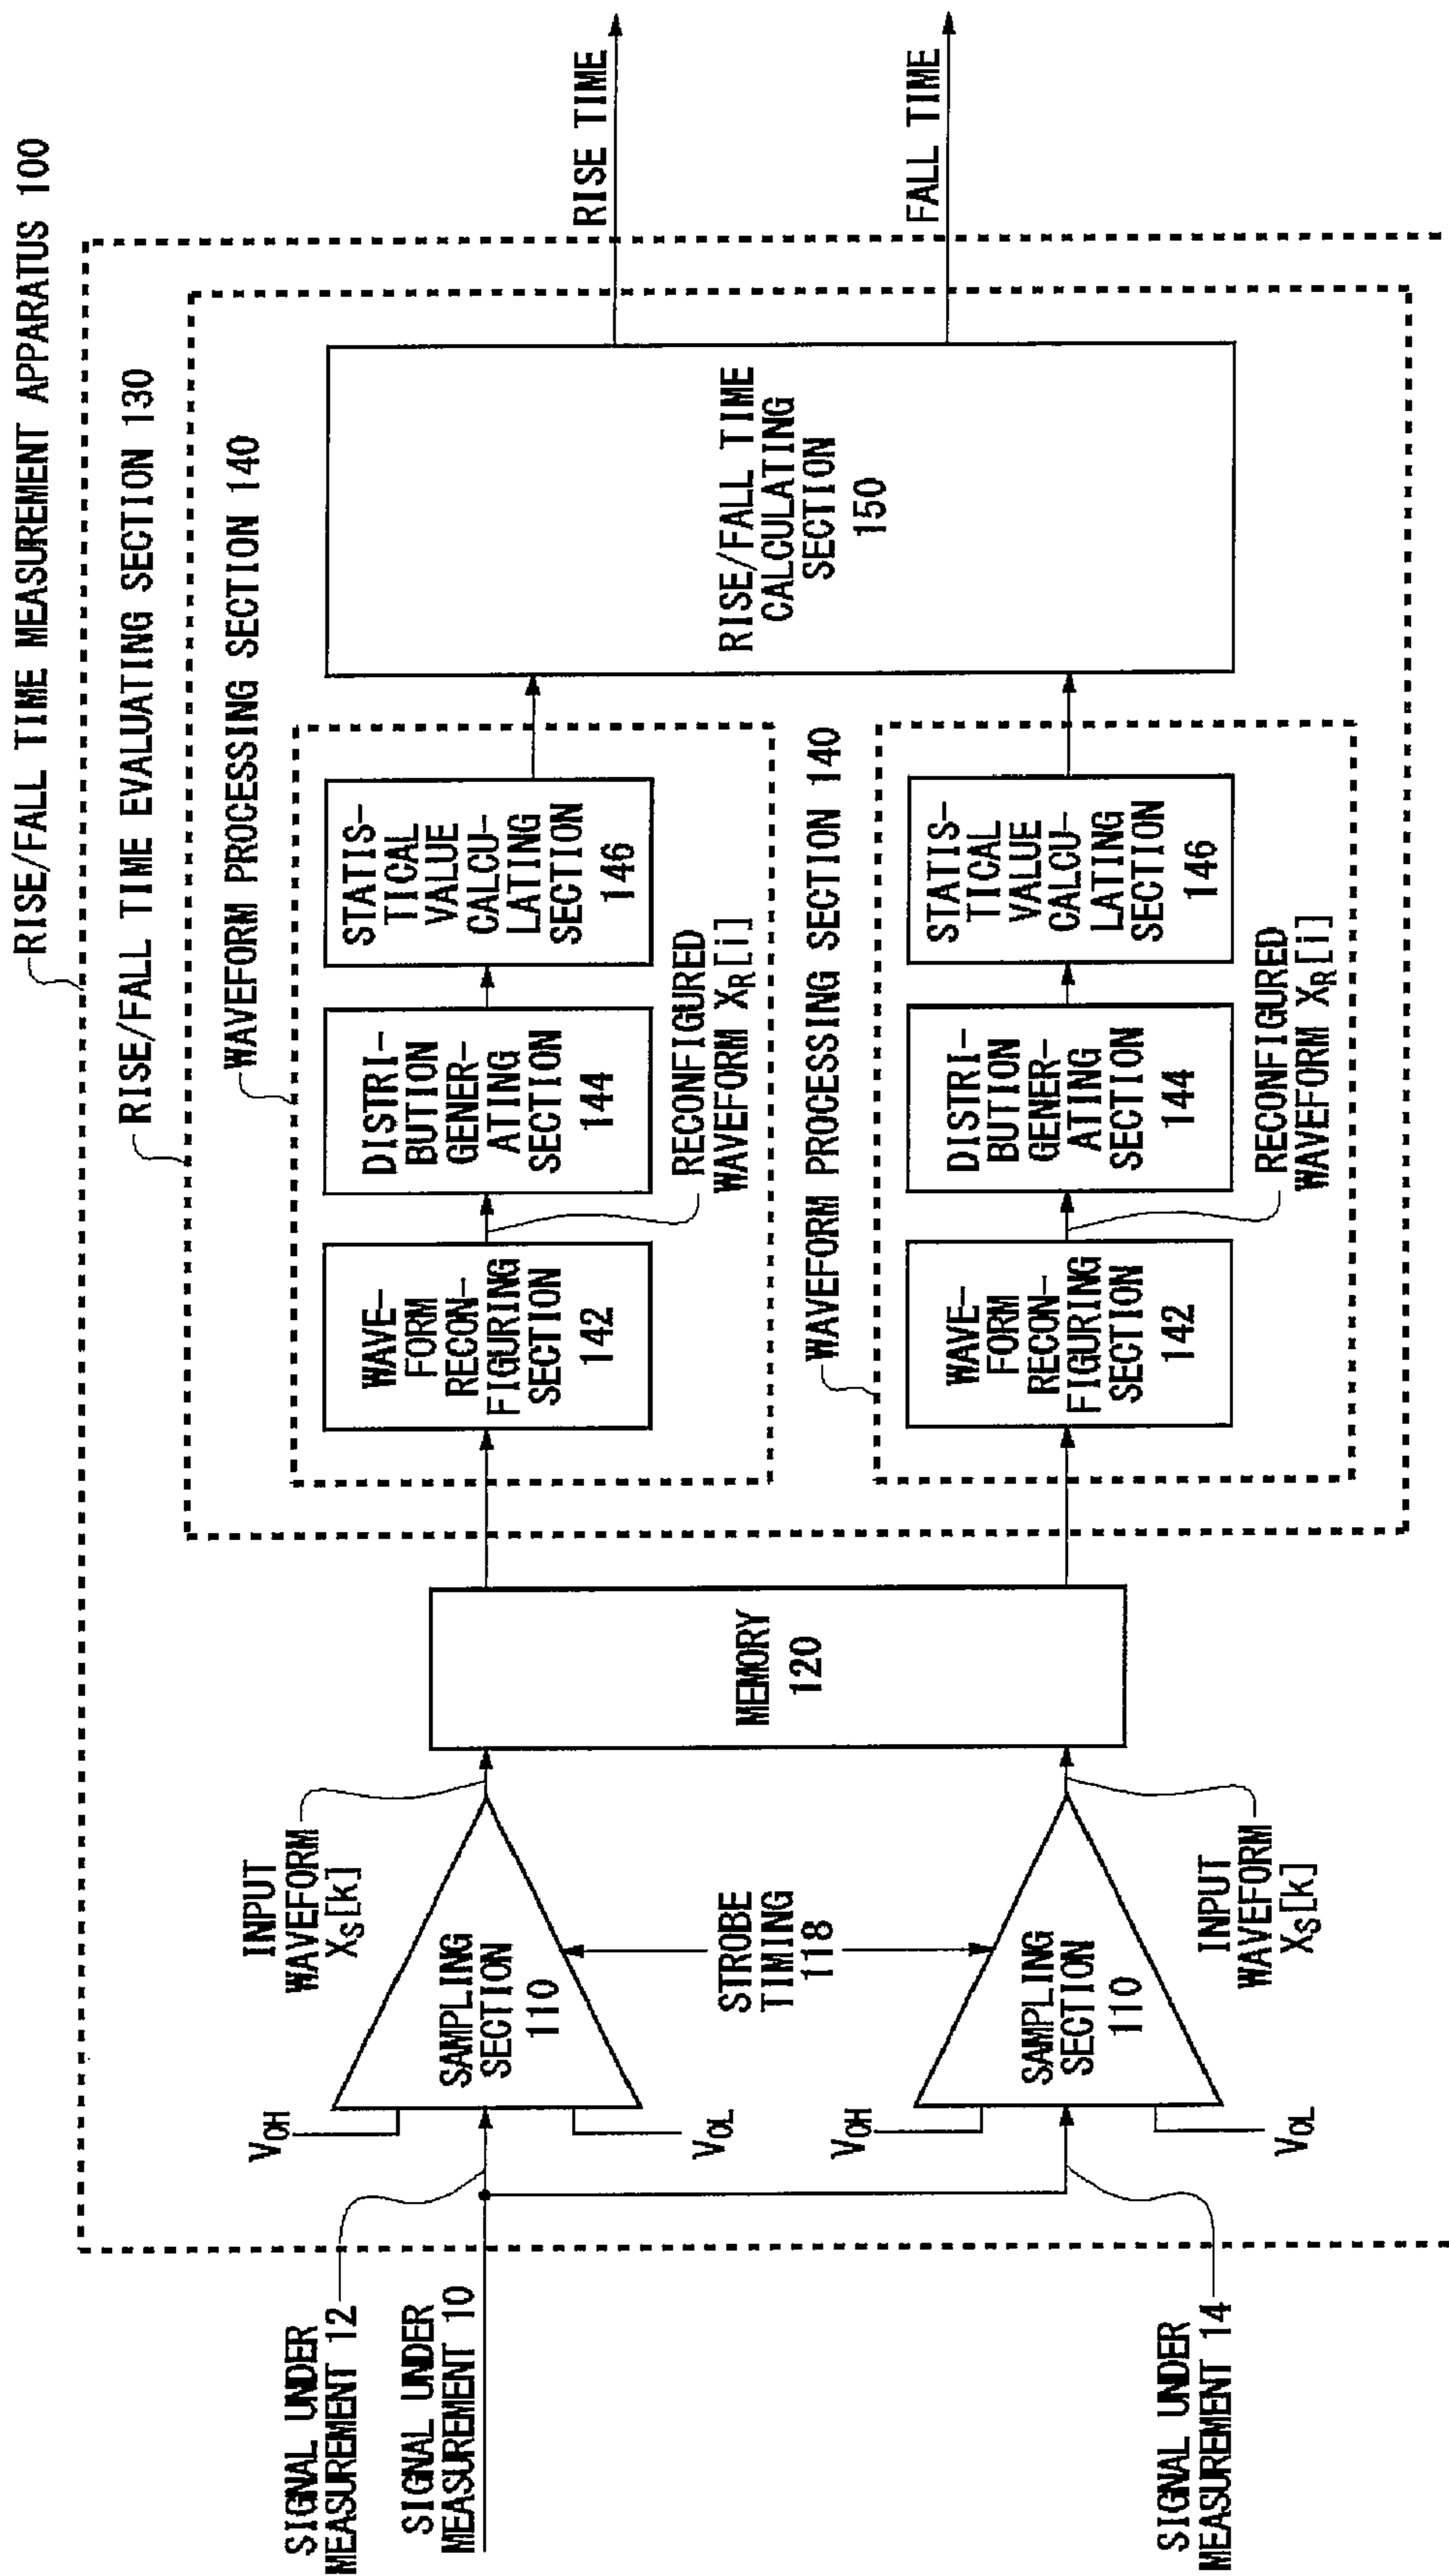 RISE/FALL TIME MEASUREMENT APPARATUS 100
RISE/FALL TIME EVALUATING SECTION 130
WAVEFORM PROCESSING SECTION 140
SIGNAL UNDER
MEASUREMENT 12
SIGNAL UNDER
MEASUREMENT 10
VOH
SAMPLING
SECTION
110
VOL
INPUT
WAVEFORM
XS[k]
STROBE
TIMING
118
MEMORY
120
WAVE-
FORM
RECON-
FIGURING
SECTION
142
DISTRI-
BUTION
GENER-
ATING
SECTION
144
STATIS-
TICAL
VALUE
CALCU-
LATING
SECTION
146
RECONFIGURED
WAVEFORM XR[i]
RISE/FALL TIME
CALCULATING
SECTION
150
RISE TIME
FALL TIME
WAVEFORM PROCESSING SECTION 140
VOH
SAMPLING
SECTION
110
VOL
SIGNAL UNDER
MEASUREMENT 14
INPUT
WAVEFORM
XS[k]
WAVE-
FORM
RECON-
FIGURING
SECTION
142
DISTRI-
BUTION
GENER-
ATING
SECTION
144
STATIS-
TICAL
VALUE
CALCU-
LATING
SECTION
146
RECONFIGURED
WAVEFORM XR[i]